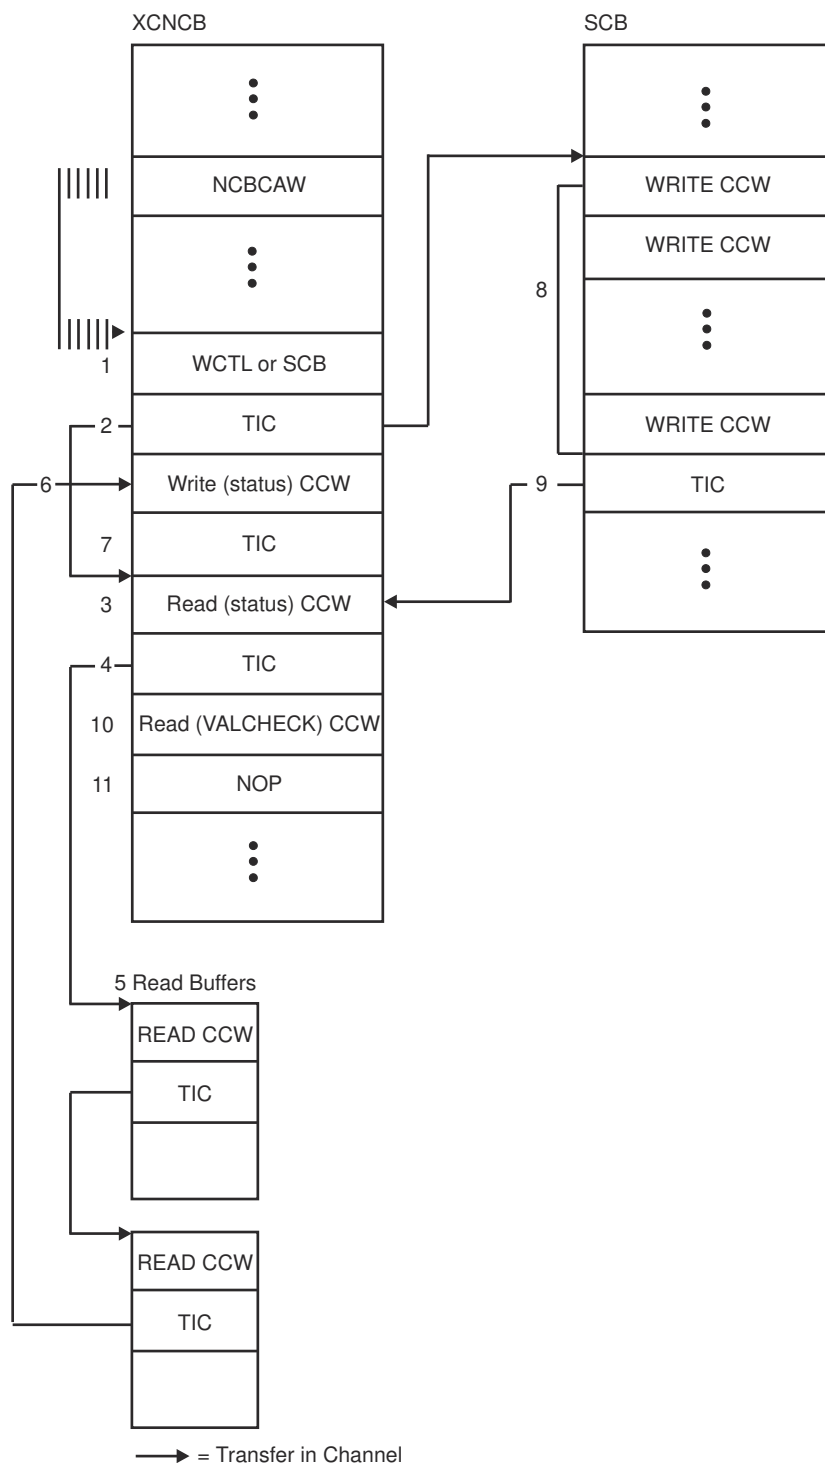 XCNCB
SCB
NCBCAW
WRITE CCW
WRITE CCW
8
1
WCTL or SCB
2
TIC
WRITE CCW
6
Write (status) CCW
9
TIC
7
TIC
3
Read (status) CCW
4
TIC
10
Read (VALCHECK) CCW
11
NOP
5 Read Buffers
READ CCW
TIC
READ CCW
TIC
= Transfer in Channel